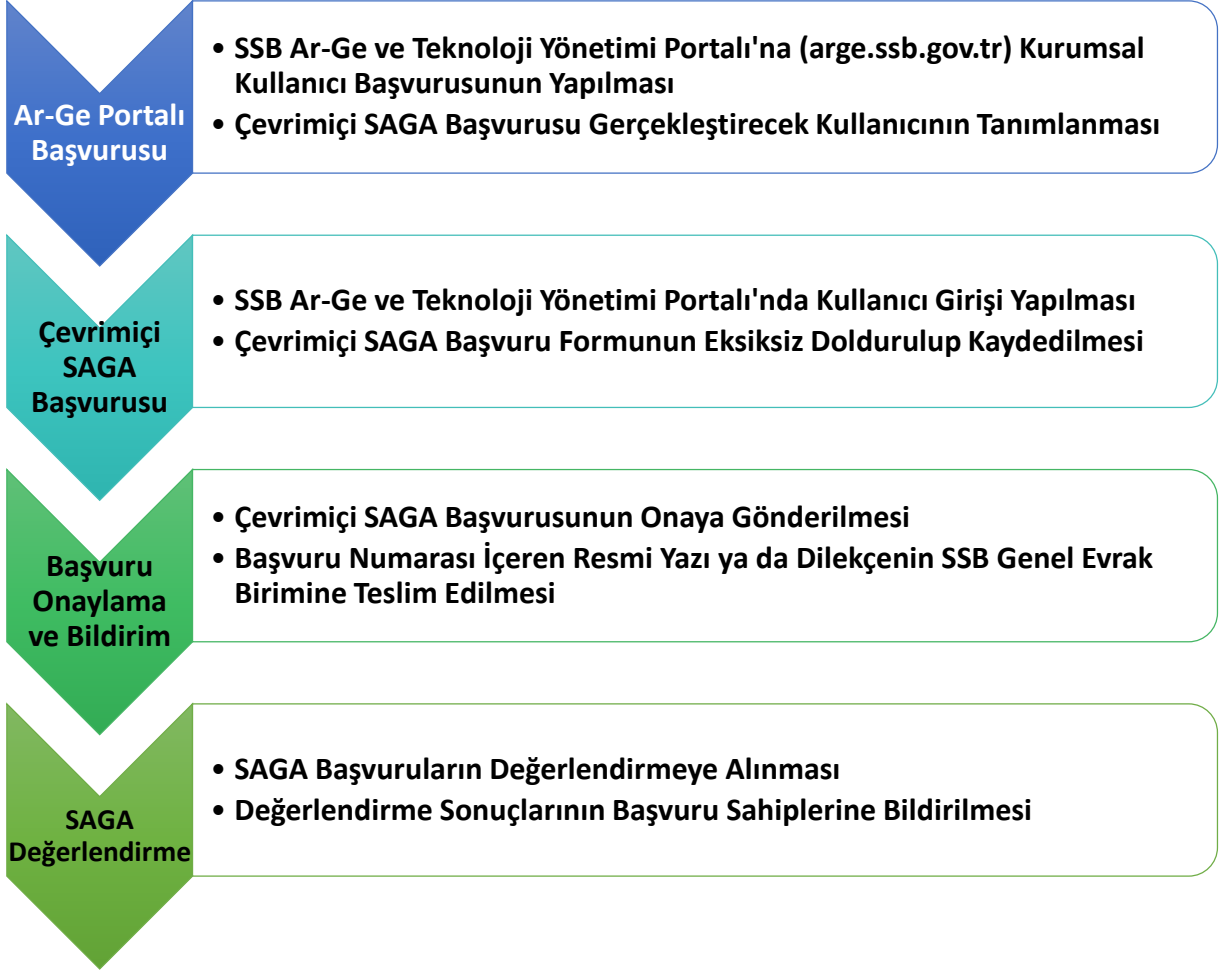 Ar-Ge Portalı
Başvurusu
• SSB Ar-Ge ve Teknoloji Yönetimi Portalı'na (arge.ssb.gov.tr) Kurumsal
Kullanıcı Başvurusunun Yapılması
• Çevrimiçi SAGA Başvurusu Gerçekleştirecek Kullanıcının Tanımlanması
Çevrimiçi
SAGA
Başvurusu
• SSB Ar-Ge ve Teknoloji Yönetimi Portalı'nda Kullanıcı Girişi Yapılması
• Çevrimiçi SAGA Başvuru Formunun Eksiksiz Doldurulup Kaydedilmesi
Başvuru
Onaylama
ve Bildirim
• Çevrimiçi SAGA Başvurusunun Onaya Gönderilmesi
• Başvuru Numarası İçeren Resmi Yazı ya da Dilekçenin SSB Genel Evrak
Birimine Teslim Edilmesi
SAGA
Değerlendirme
• SAGA Başvuruların Değerlendirmeye Alınması
• Değerlendirme Sonuçlarının Başvuru Sahiplerine Bildirilmesi